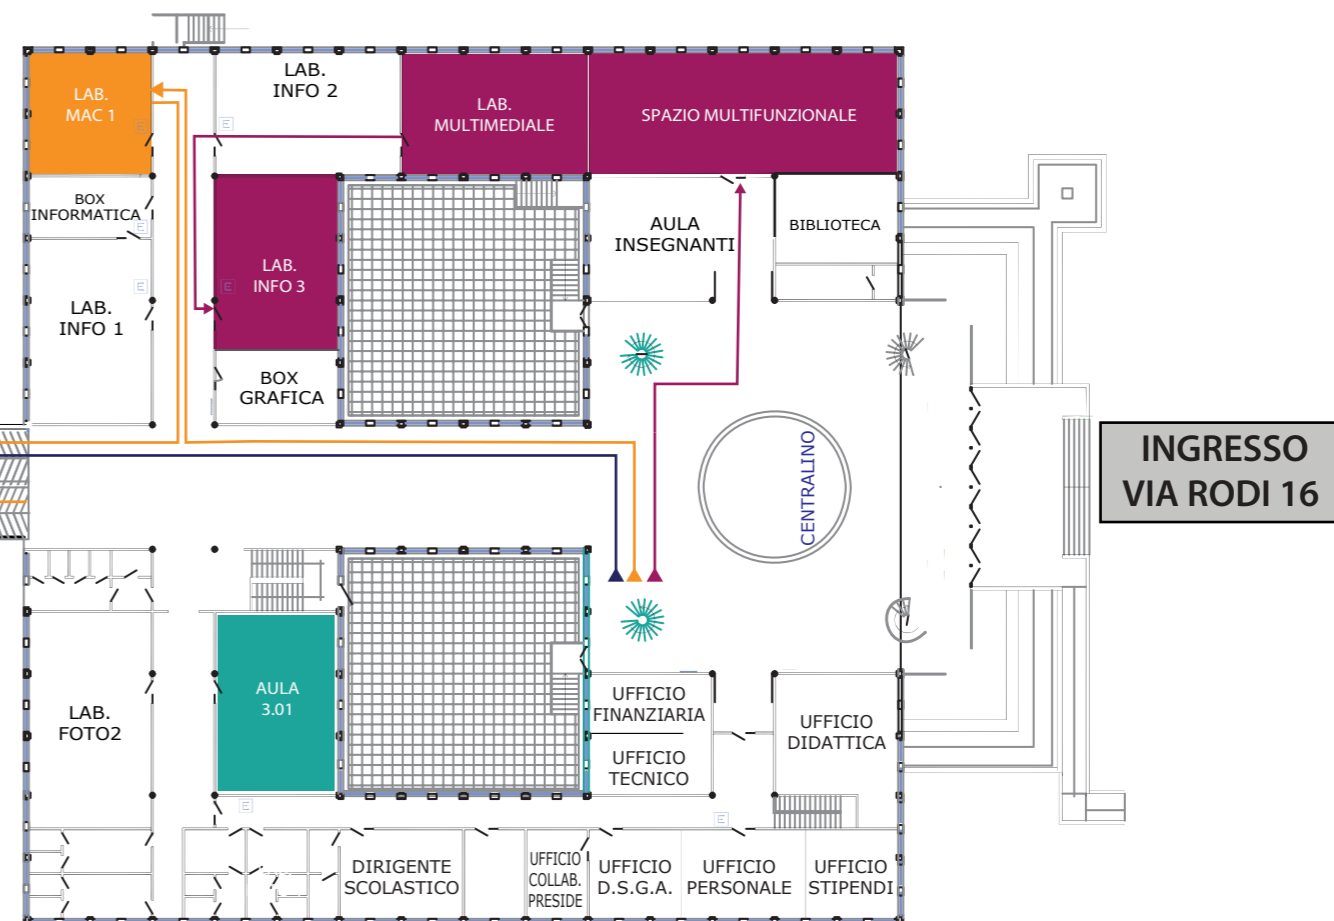 LAB.
MAC 1
LAB.
INFO 2
LAB.
MULTIMEDIALE
SPAZIO MULTIFUNZIONALE
BOX
INFORMATICA
LAB.
INFO 3
AULA
INSEGNANTI
BIBLIOTECA
LAB.
INFO 1
BOX
GRAFICA
CENTRALINO
INGRESSO
VIA RODI 16
AULA
3.01
LAB.
FOTO2
UFFICIO
FINANZIARIA
UFFICIO
TECNICO
UFFICIO
DIDATTICA
DIRIGENTE
SCOLASTICO
UFFICIO
COLLAB.
PRESIDE
UFFICIO
D.S.G.A.
UFFICIO
PERSONALE
UFFICIO
STIPENDI
E
E
E
E
E
E
E